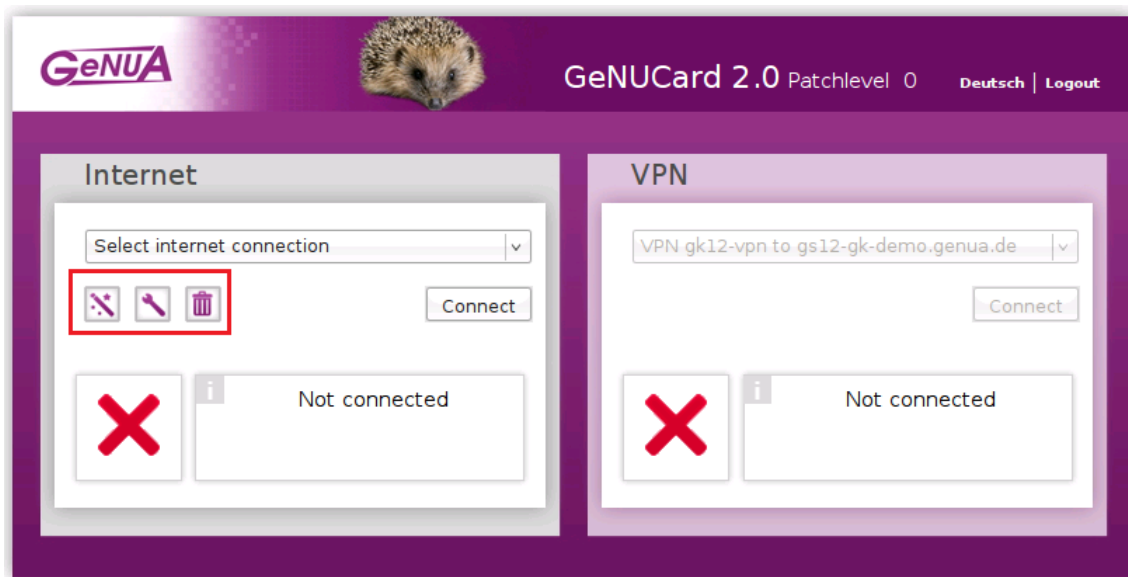 GeNUA
GeNUCard 2.0 Patchlevel 0
Deutsch | Logout
Internet
Select internet connection
Connect
i
Not connected
VPN
VPN gk12-vpn to gs12-gk-demo.genua.de
Connect
i
Not connected